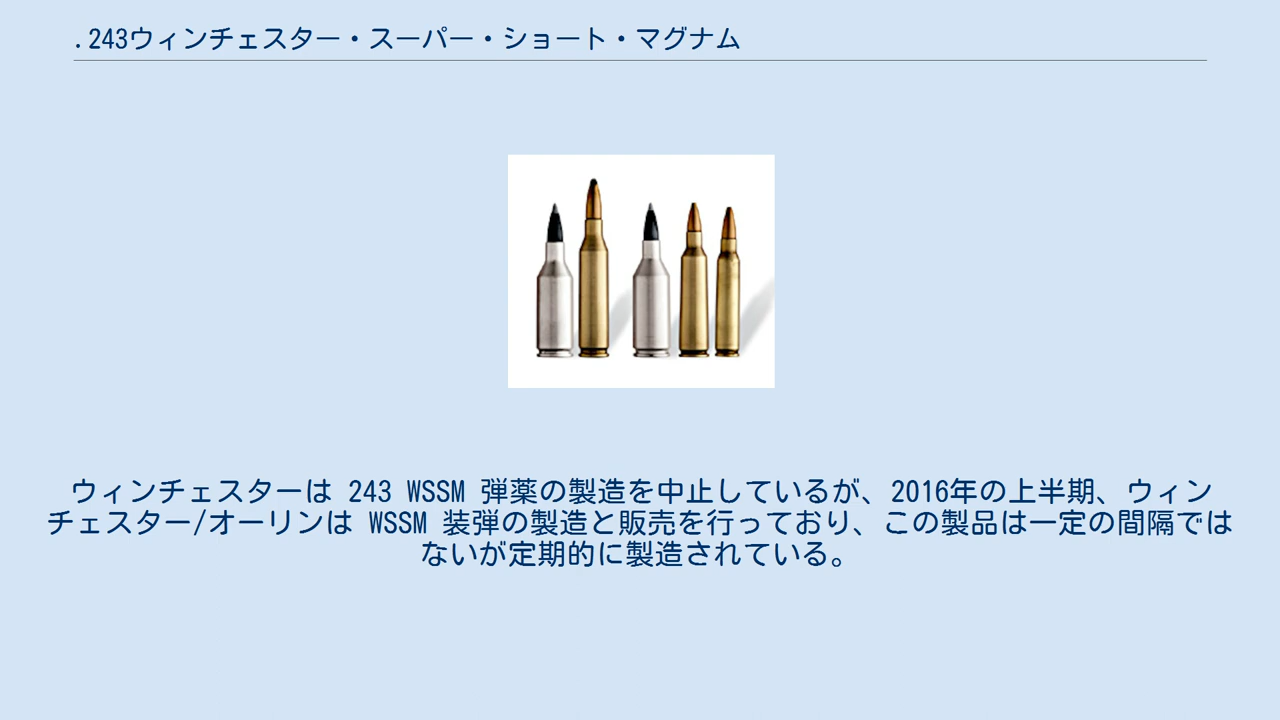 .243ウィンチェスター・スーパー・ショート・マグナム
ウィンチェスターは 243 WSSM 弾薬の製造を中止しているが、2016年の上半期、ウィン
チェスター/オーリンは WSSM 装弾の製造と販売を行っており、この製品は一定の間隔では
ないが定期的に製造されている。